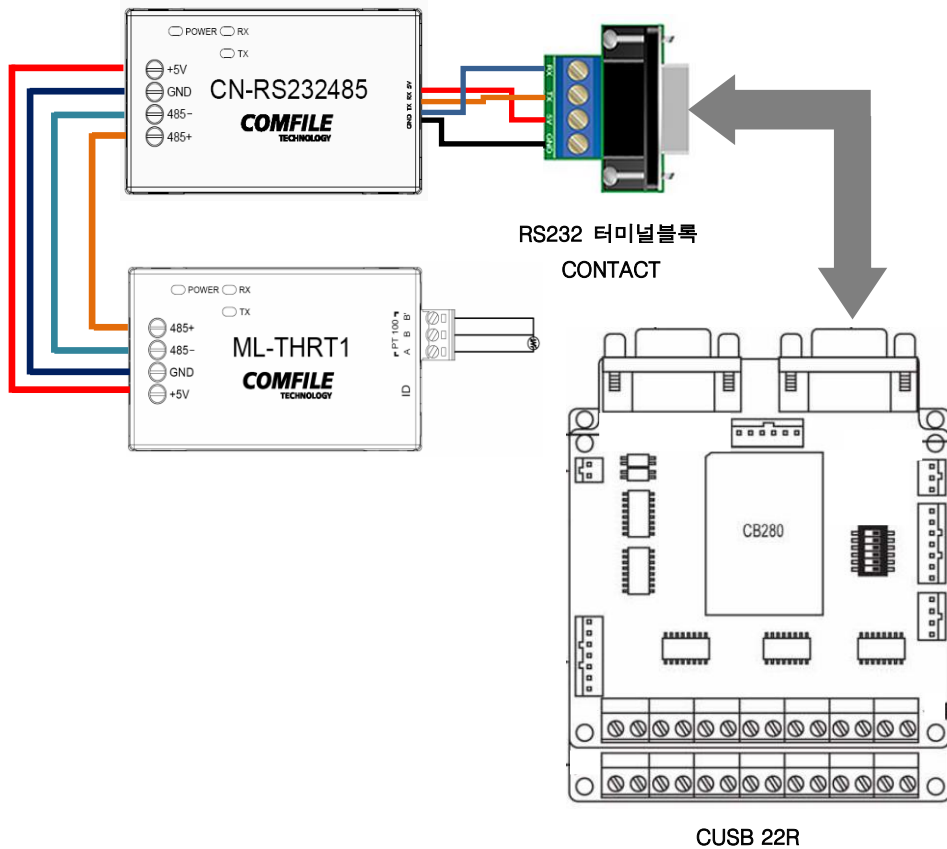 POWER RX
TX
+5V
GND
485-
485+
CN-RS232485
COMFILE
TECHNOLOGY
GND TX RX 5V
RX
TX
5V
GND
RS232 터미널블록
CONTACT
POWER RX
TX
485+
485-
GND
+5V
ML-THRT1
COMFILE
TECHNOLOGY
PT 100
A B B'
ID
CB280
CUSB 22R